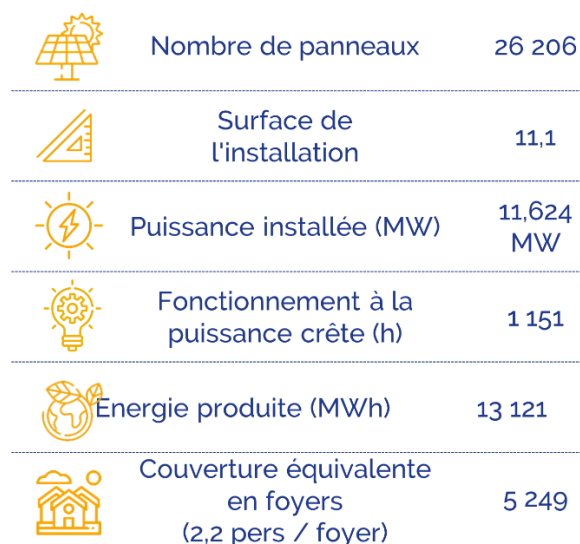 Nombre de panneaux 26 206
Surface de
l'installation 11,1
Puissance installée (MW) 11,624
MW
Fonctionnement à la
puissance crête (h) 1 151
Energie produite (MWh) 13 121
Couverture équivalente
en foyers 5 249
(2,2 pers / foyer)